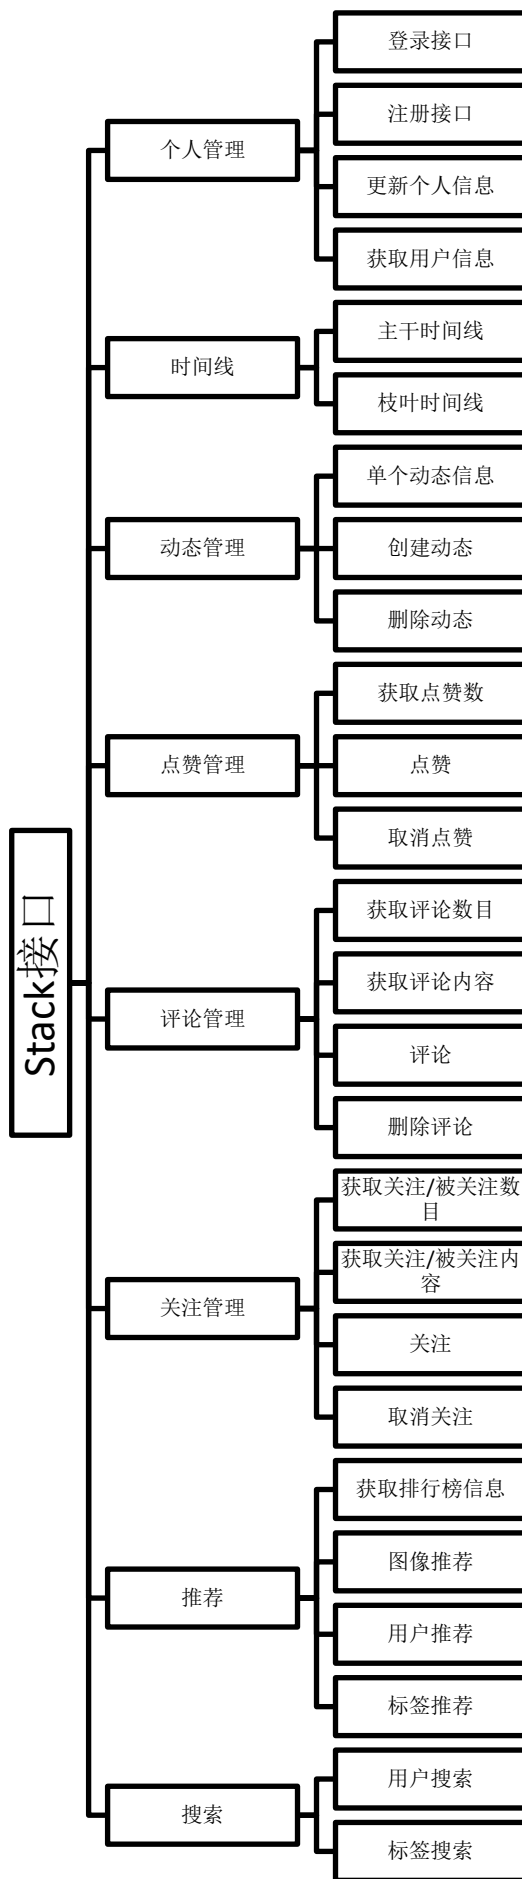 Stack接口
个人管理
登录接口
注册接口
更新个人信息
获取用户信息
时间线
主干时间线
枝叶时间线
动态管理
单个动态信息
创建动态
删除动态
点赞管理
获取点赞数
点赞
取消点赞
评论管理
获取评论数目
获取评论内容
评论
删除评论
关注管理
获取关注/被关注数
目
获取关注/被关注内
容
关注
取消关注
推荐
获取排行榜信息
图像推荐
用户推荐
标签推荐
搜索
用户搜索
标签搜索